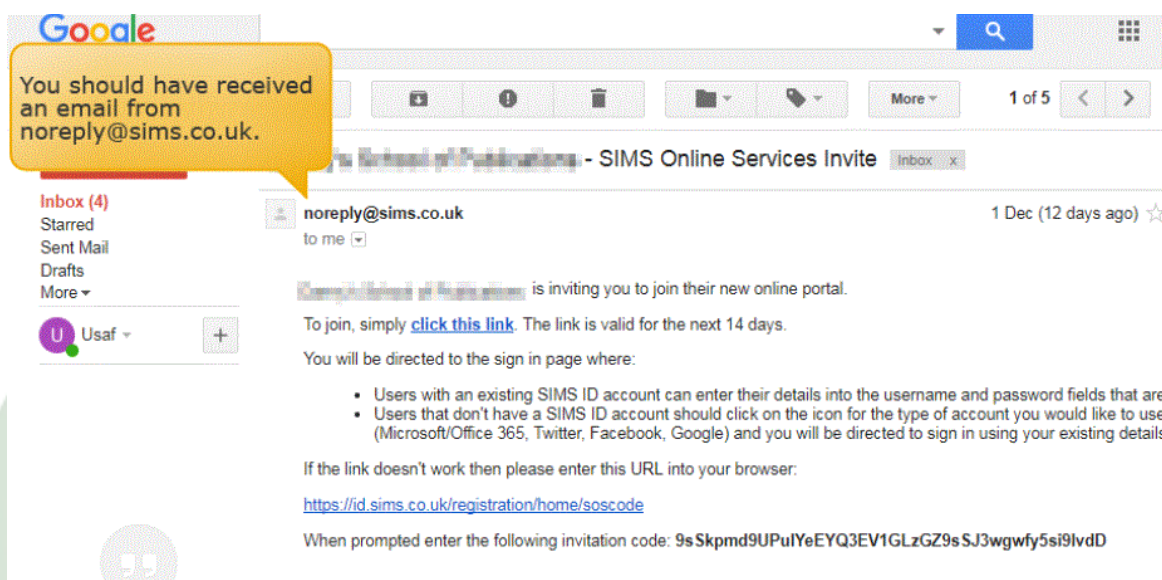 Google
You should have received
an email from
noreply@sims.co.uk.
More
1 of 5
- SIMS Online Services Invite
Inbox x
Inbox (4)
Starred
Sent Mail
Drafts
More
U Usaf
+
noreply@sims.co.uk
1 Dec (12 days ago)
to me
is inviting you to join their new online portal.
To join, simply click this link. The link is valid for the next 14 days.
You will be directed to the sign in page where:
• Users with an existing SIMS ID account can enter their details into the username and password fields that are
• Users that don't have a SIMS ID account should click on the icon for the type of account you would like to use
(Microsoft/Office 365, Twitter, Facebook, Google) and you will be directed to sign in using your existing details
If the link doesn't work then please enter this URL into your browser:
https://id.sims.co.uk/registration/home/soscode
When prompted enter the following invitation code: 9sSkpmd9UPulYeEYQ3EV1GLzGZ9sSJ3wgwfy5si9lvdD